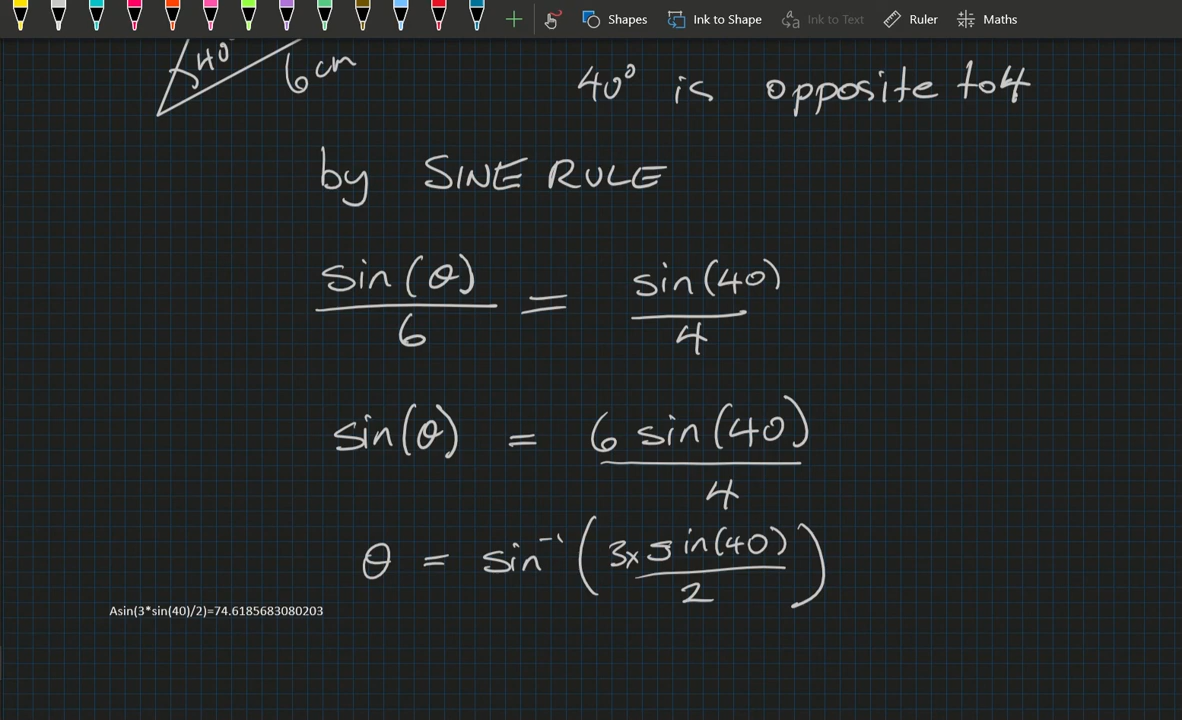 Shapes Ink to Shape Ink to Text Ruler Maths
40° 6cm 40° is opposite to 4
by SINE RULE
sin(θ)/6 = sin(40)/4
sin(θ) = 6 sin(40)/4
θ = sin⁻¹(3x sin(40)/2)
Asin(3*sin(40)/2)=74.6185683080203